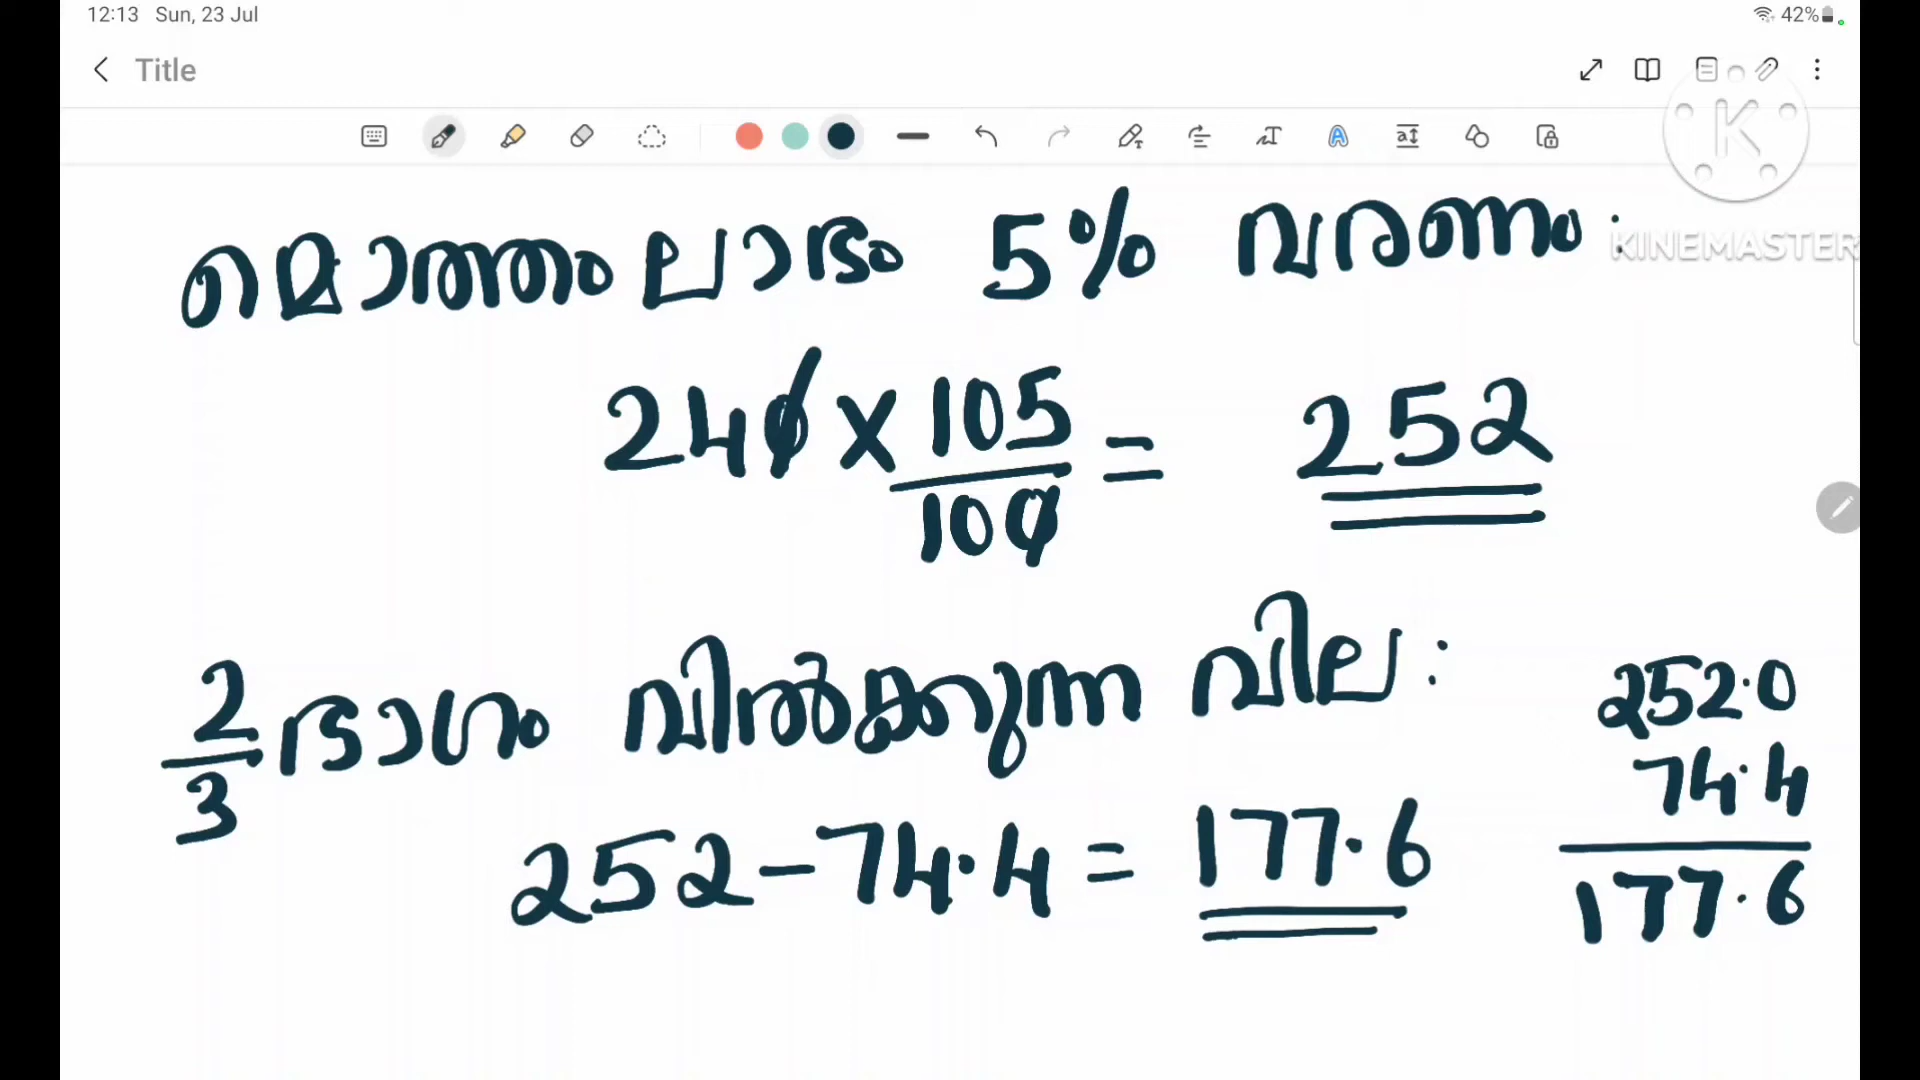 12:13 Sun, 23 Jul
42%
Title
KINEMASTER
മൊത്തം ലാഭം 5% വരണം:
240 x 105/100 = 252
2/3 ഭാഗം വിൽക്കുന്ന വില:
252 - 74.4 = 177.6
252.0
74.4
177.6